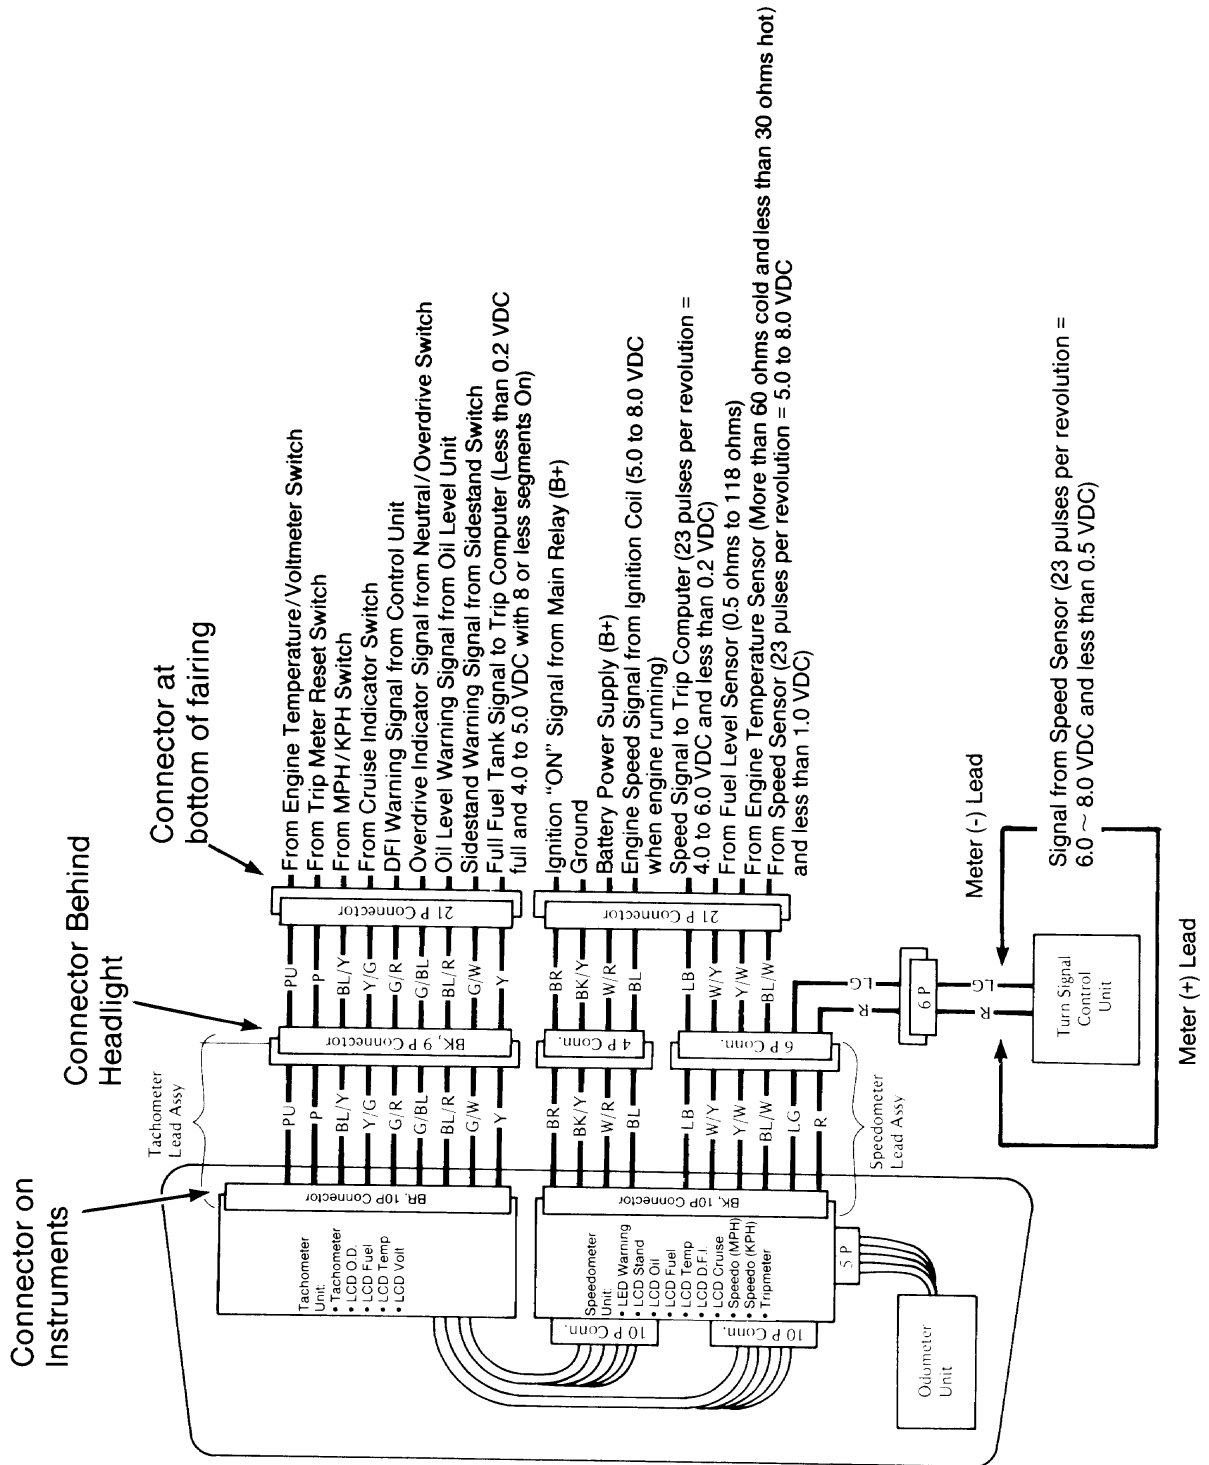 Connector on
Instruments
Connector Behind
Headlight
Connector at
bottom of fairing
Tachometer
Lead Assy
Tachometer
Unit:
• Tachometer
• LCD O.D.
• LCD Fuel
• LCD Temp
• LCD Volt
BR, 10P Connector
PU
P
BL/Y
Y/G
G/R
G/BL
BL/R
G/W
Y
BK, 9 P Connector
PU
P
BL/Y
Y/G
G/R
G/BL
BL/R
G/W
Y
21 P Connector
From Engine Temperature/Voltmeter Switch
From Trip Meter Reset Switch
From MPH/KPH Switch
From Cruise Indicator Switch
DFI Warning Signal from Control Unit
Overdrive Indicator Signal from Neutral/Overdrive Switch
Oil Level Warning Signal from Oil Level Unit
Sidestand Warning Signal from Sidestand Switch
Full Fuel Tank Signal to Trip Computer (Less than 0.2 VDC
full and 4.0 to 5.0 VDC with 8 or less segments On)
Speedometer
Unit:
• LED Warning
• LCD Stand
• LCD Oil
• LCD Fuel
• LCD Temp
• LCD D.F.I.
• LCD Cruise
• Speedo (MPH)
• Speedo (KPH)
• Tripmeter
10 P Conn.
10 P Conn.
BK, 10P Connector
BR
BK/Y
W/R
BL
LB
W/Y
Y/W
BL/W
LG
R
4 P Conn.
6 P Conn.
BR
BK/Y
W/R
BL
LB
W/Y
Y/W
BL/W
21 P Connector
Ignition "ON" Signal from Main Relay (B+)
Ground
Battery Power Supply (B+)
Engine Speed Signal from Ignition Coil (5.0 to 8.0 VDC
when engine running)
Speed Signal to Trip Computer (23 pulses per revolution =
4.0 to 6.0 VDC and less than 0.2 VDC)
From Fuel Level Sensor (0.5 ohms to 118 ohms)
From Engine Temperature Sensor (More than 60 ohms cold and less than 30 ohms hot)
From Speed Sensor (23 pulses per revolution = 5.0 to 8.0 VDC
and less than 1.0 VDC)
Speedometer
Lead Assy
5 P
Odometer
Unit
LG
R
6 P
LG
R
Turn Signal
Control
Unit
Meter (-) Lead
Meter (+) Lead
Signal from Speed Sensor (23 pulses per revolution =
6.0 ~ 8.0 VDC and less than 0.5 VDC)